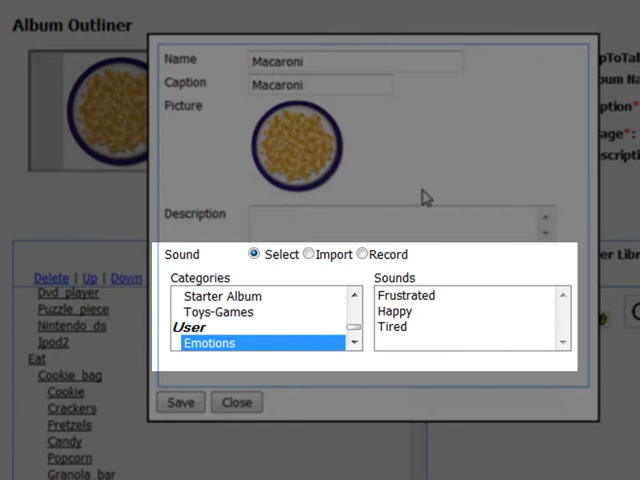 Album Outliner
Name Macaroni
Caption Macaroni
Picture
Description
Sound Select Import Record
Categories Sounds
Starter Album
Toys-Games
User
Emotions
Frustrated
Happy
Tired
Save Close
Delete | Up | Down
Dvd_player
Puzzle_piece
Nintendo_ds
Ipod2
Eat
Cookie_bag
Cookie
Crackers
Pretzels
Candy
Popcorn
Granola_bar